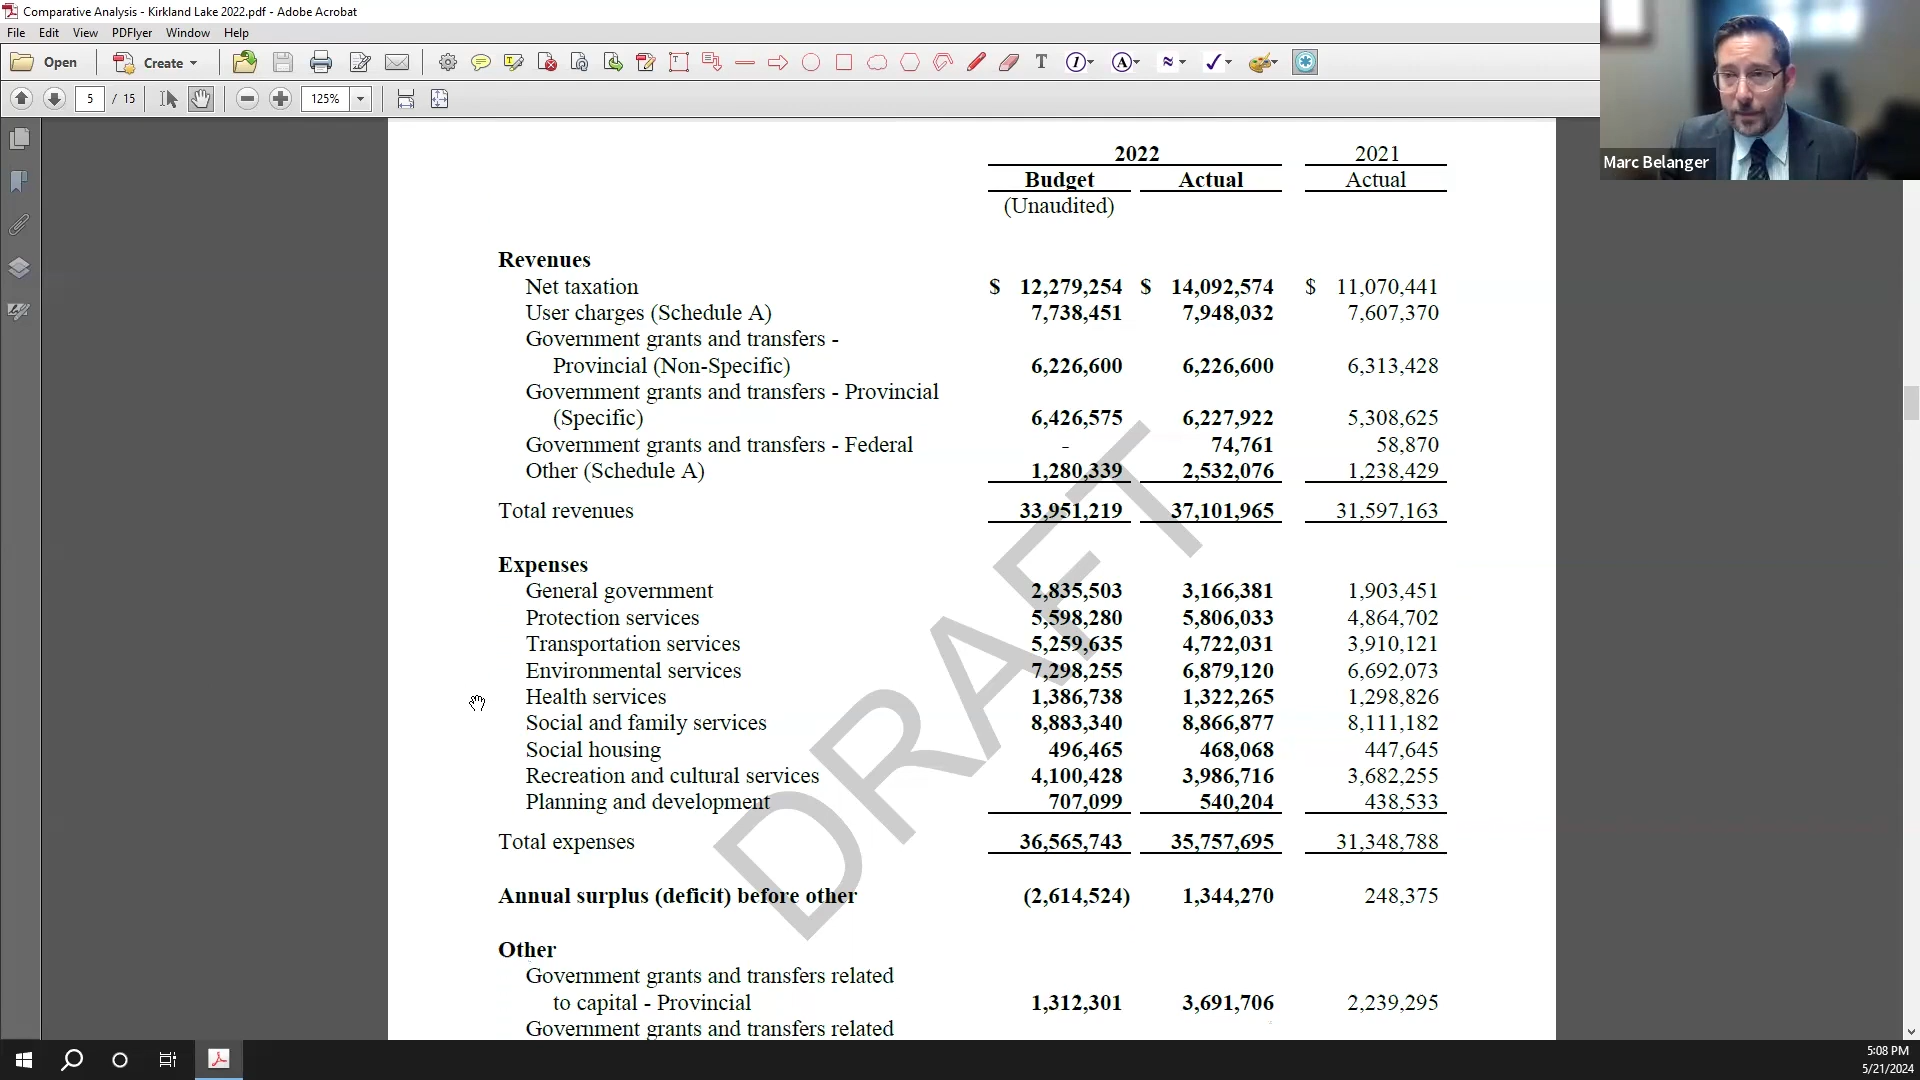 Comparative Analysis - Kirkland Lake 2022.pdf - Adobe Acrobat
File Edit View PDFlyer Window Help
Open Create
5 / 15 125%
Marc Belanger
2022 2021
Budget Actual Actual
(Unaudited)
Revenues
Net taxation $ 12,279,254 $ 14,092,574 $ 11,070,441
User charges (Schedule A) 7,738,451 7,948,032 7,607,370
Government grants and transfers -
Provincial (Non-Specific) 6,226,600 6,226,600 6,313,428
Government grants and transfers - Provincial
(Specific) 6,426,575 6,227,922 5,308,625
Government grants and transfers - Federal - 74,761 58,870
Other (Schedule A) 1,280,339 2,532,076 1,238,429
Total revenues 33,951,219 37,101,965 31,597,163
Expenses
General government 2,835,503 3,166,381 1,903,451
Protection services 5,598,280 5,806,033 4,864,702
Transportation services 5,259,635 4,722,031 3,910,121
Environmental services 7,298,255 6,879,120 6,692,073
Health services 1,386,738 1,322,265 1,298,826
Social and family services 8,883,340 8,866,877 8,111,182
Social housing 496,465 468,068 447,645
Recreation and cultural services 4,100,428 3,986,716 3,682,255
Planning and development 707,099 540,204 438,533
Total expenses 36,565,743 35,757,695 31,348,788
Annual surplus (deficit) before other (2,614,524) 1,344,270 248,375
Other
Government grants and transfers related
to capital - Provincial 1,312,301 3,691,706 2,239,295
Government grants and transfers related
DRAFT
5:08 PM
5/21/2024